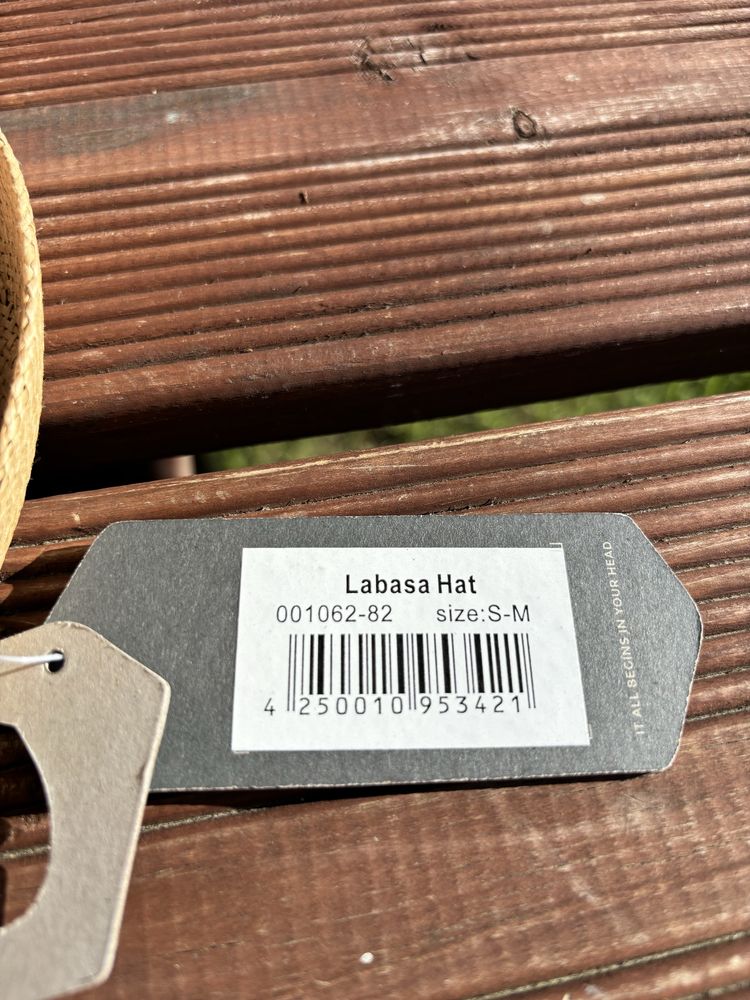 Labasa Hat
001062-82 size:S-M
4 250010 953421
IT ALL BEGINS IN YOUR HEAD